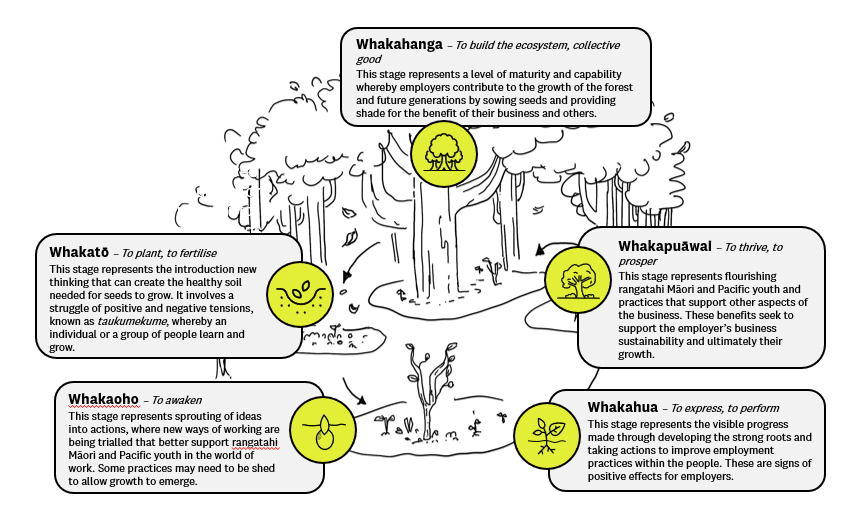 Whakahanga – To build the ecosystem, collective
good
This stage represents a level of maturity and capability
whereby employers contribute to the growth of the forest
and future generations by sowing seeds and providing
shade for the benefit of their business and others.
Whakatō – To plant, to fertilise
This stage represents the introduction new
thinking that can create the healthy soil
needed for seeds to grow. It involves a
struggle of positive and negative tensions,
known as taukumekume, whereby an
individual or a group of people learn and
grow.
Whakapuāwai – To thrive, to
prosper
This stage represents flourishing
rangatahi Māori and Pacific youth and
practices that support other aspects of
the business. These benefits seek to
support the employer's business
sustainability and ultimately their
growth.
Whakaoho – To awaken
This stage represents sprouting of ideas
into actions, where new ways of working are
being trialled that better support rangatahi
Māori and Pacific youth in the world of
work. Some practices may need to be shed
to allow growth to emerge.
Whakahua – To express, to perform
This stage represents the visible progress
made through developing the strong roots and
taking actions to improve employment
practices within the people. These are signs of
positive effects for employers.